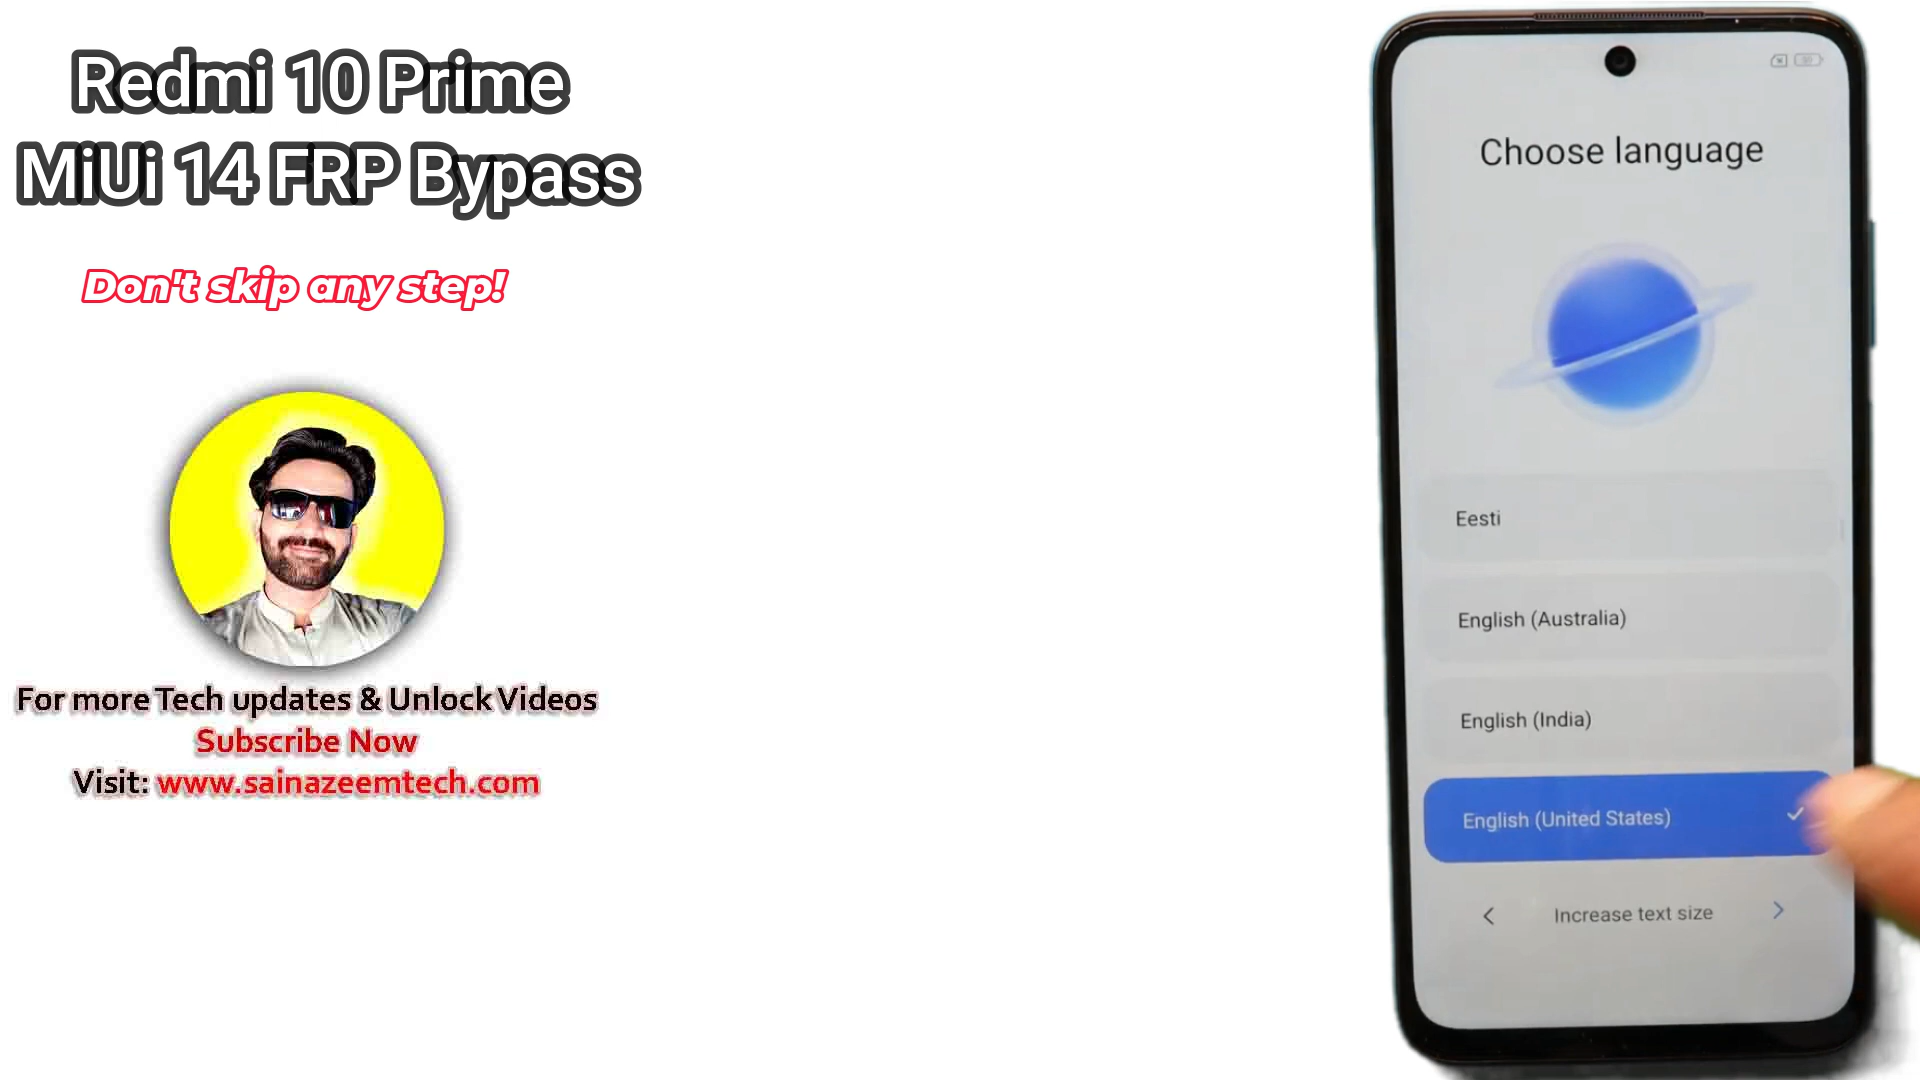 Redmi 10 Prime
MiUi 14 FRP Bypass
Don't skip any step!
For more Tech updates & Unlock Videos
Subscribe Now
Visit: www.sainazeemtech.com
Choose language
Eesti
English (Australia)
English (India)
English (United States)
Increase text size